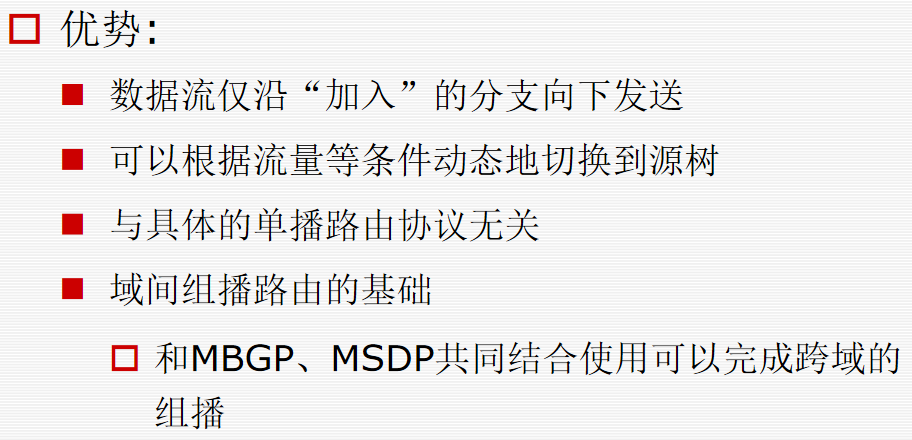 优势:
数据流仅沿“加入”的分支向下发送
可以根据流量等条件动态地切换到源树
与具体的单播路由协议无关
域间组播路由的基础
和MBGP、MSDP共同结合使用可以完成跨域的
组播